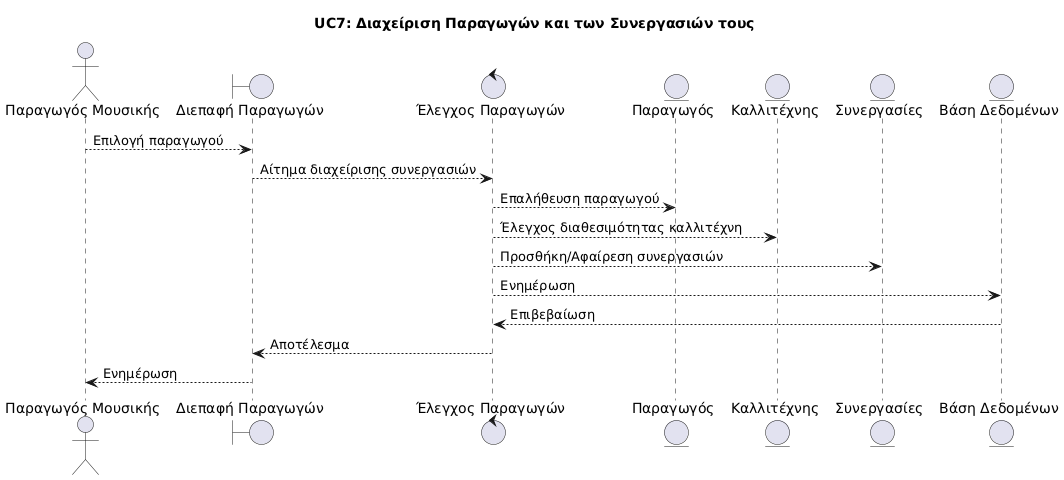 UC7: Διαχείριση Παραγωγών και των Συνεργασιών τους
Παραγωγός Μουσικής Διεπαφή Παραγωγών Έλεγχος Παραγωγών Παραγωγός Καλλιτέχνης Συνεργασίες Βάση Δεδομένων
Επιλογή παραγωγού
Αίτημα διαχείρισης συνεργασιών
Επαλήθευση παραγωγού
Έλεγχος διαθεσιμότητας καλλιτέχνη
Προσθήκη/Αφαίρεση συνεργασιών
Ενημέρωση
Επιβεβαίωση
Αποτέλεσμα
Ενημέρωση
Παραγωγός Μουσικής Διεπαφή Παραγωγών Έλεγχος Παραγωγών Παραγωγός Καλλιτέχνης Συνεργασίες Βάση Δεδομένων